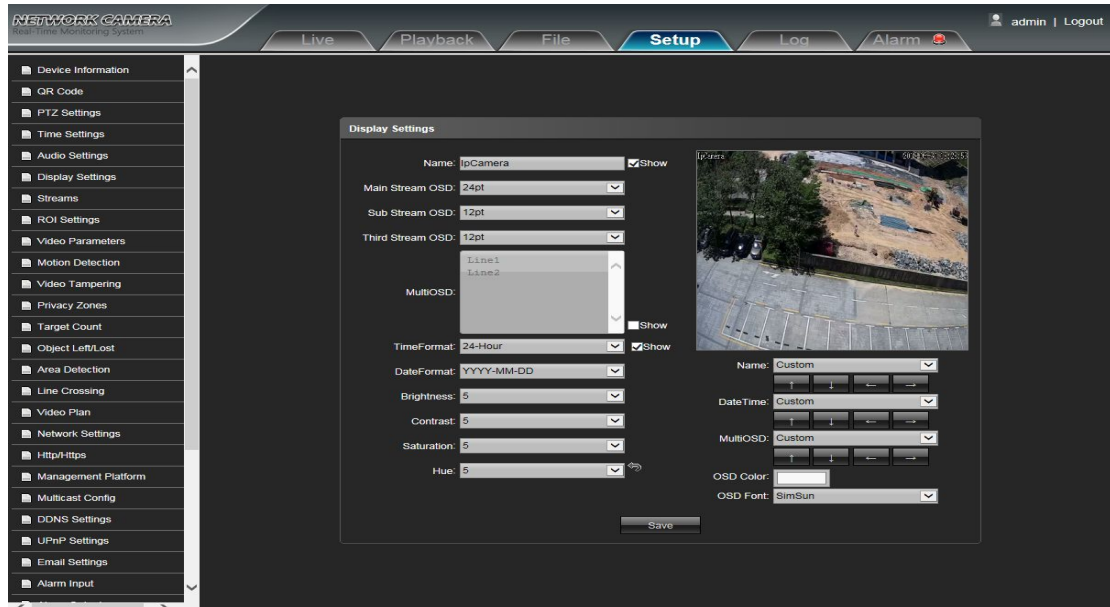 NETWORK CAMERA
Real-Time Monitoring System
Live Playback File Setup Log Alarm
admin | Logout
Device Information
QR Code
PTZ Settings
Time Settings
Audio Settings
Display Settings
Streams
ROI Settings
Video Parameters
Motion Detection
Video Tampering
Privacy Zones
Target Count
Object Left/Lost
Area Detection
Line Crossing
Video Plan
Network Settings
Http/Https
Management Platform
Multicast Config
DDNS Settings
UPnP Settings
Email Settings
Alarm Input
Display Settings
Name: IpCamera Show
Main Stream OSD: 24pt
Sub Stream OSD: 12pt
Third Stream OSD: 12pt
MultiOSD: Line1
Line2
Show
TimeFormat: 24-Hour Show
DateFormat: YYYY-MM-DD
Brightness: 5
Contrast: 5
Saturation: 5
Hue: 5
IpCamera
Name: Custom
↑ ↓ ← →
DateTime: Custom
↑ ↓ ← →
MultiOSD: Custom
↑ ↓ ← →
OSD Color:
OSD Font: SimSun
Save